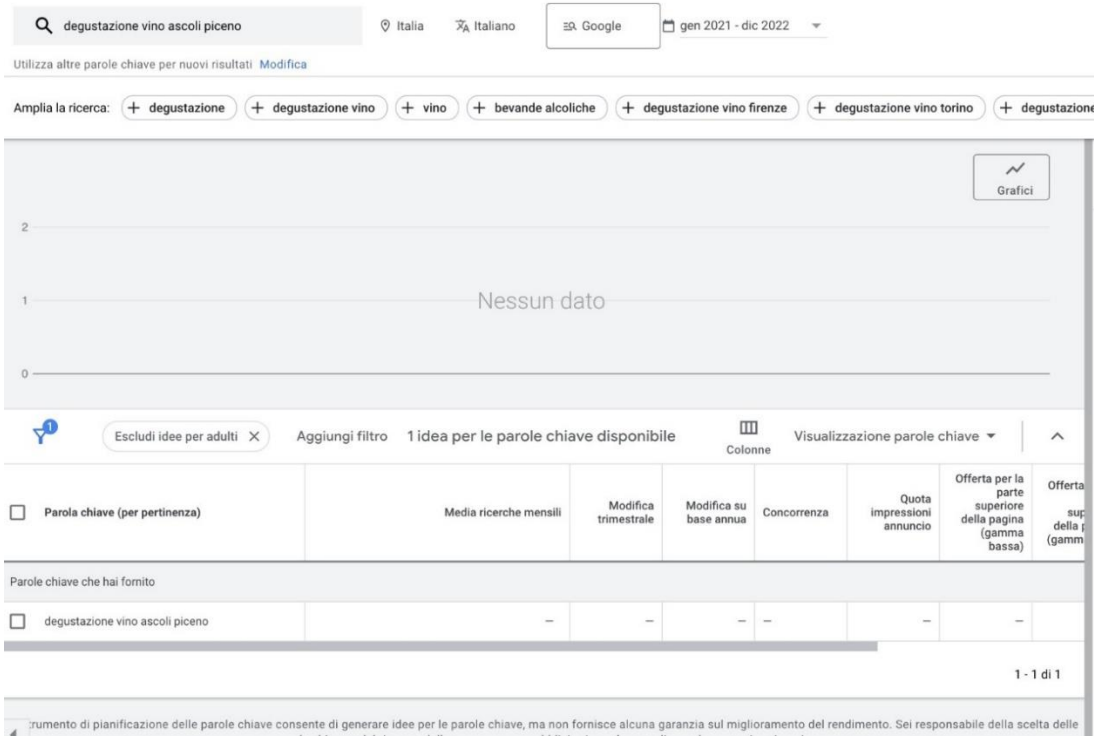 degustazione vino ascoli piceno
Italia
Italiano
Google
gen 2021 - dic 2022
Utilizza altre parole chiave per nuovi risultati Modifica
Amplia la ricerca: + degustazione + degustazione vino + vino + bevande alcoliche + degustazione vino firenze + degustazione vino torino + degustazione
Grafici
2
1
Nessun dato
0
1
Escludi idee per adulti
Aggiungi filtro
1 idea per le parole chiave disponibile
Colonne
Visualizzazione parole chiave
Parola chiave (per pertinenza)
Media ricerche mensili
Modifica
trimestrale
Modifica su
base annua
Concorrenza
Quota
impressioni
annuncio
Offerta per la
parte
superiore
della pagina
(gamma
bassa)
Offerta
sup
della p
(gamm
Parole chiave che hai fornito
degustazione vino ascoli piceno – – – – – –
1 - 1 di 1
trumento di pianificazione delle parole chiave consente di generare idee per le parole chiave, ma non fornisce alcuna garanzia sul miglioramento del rendimento. Sei responsabile della scelta delle